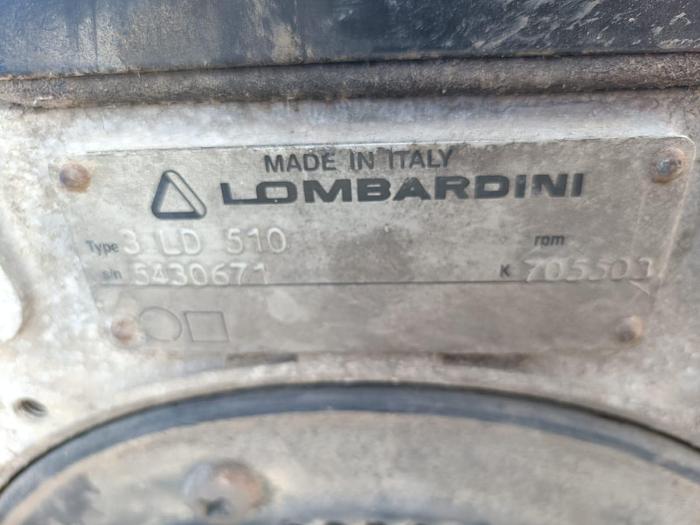 MADE IN ITALY
LOMBARDINI
Type 3 LD 510 rpm
s/n 5430671 K 705503